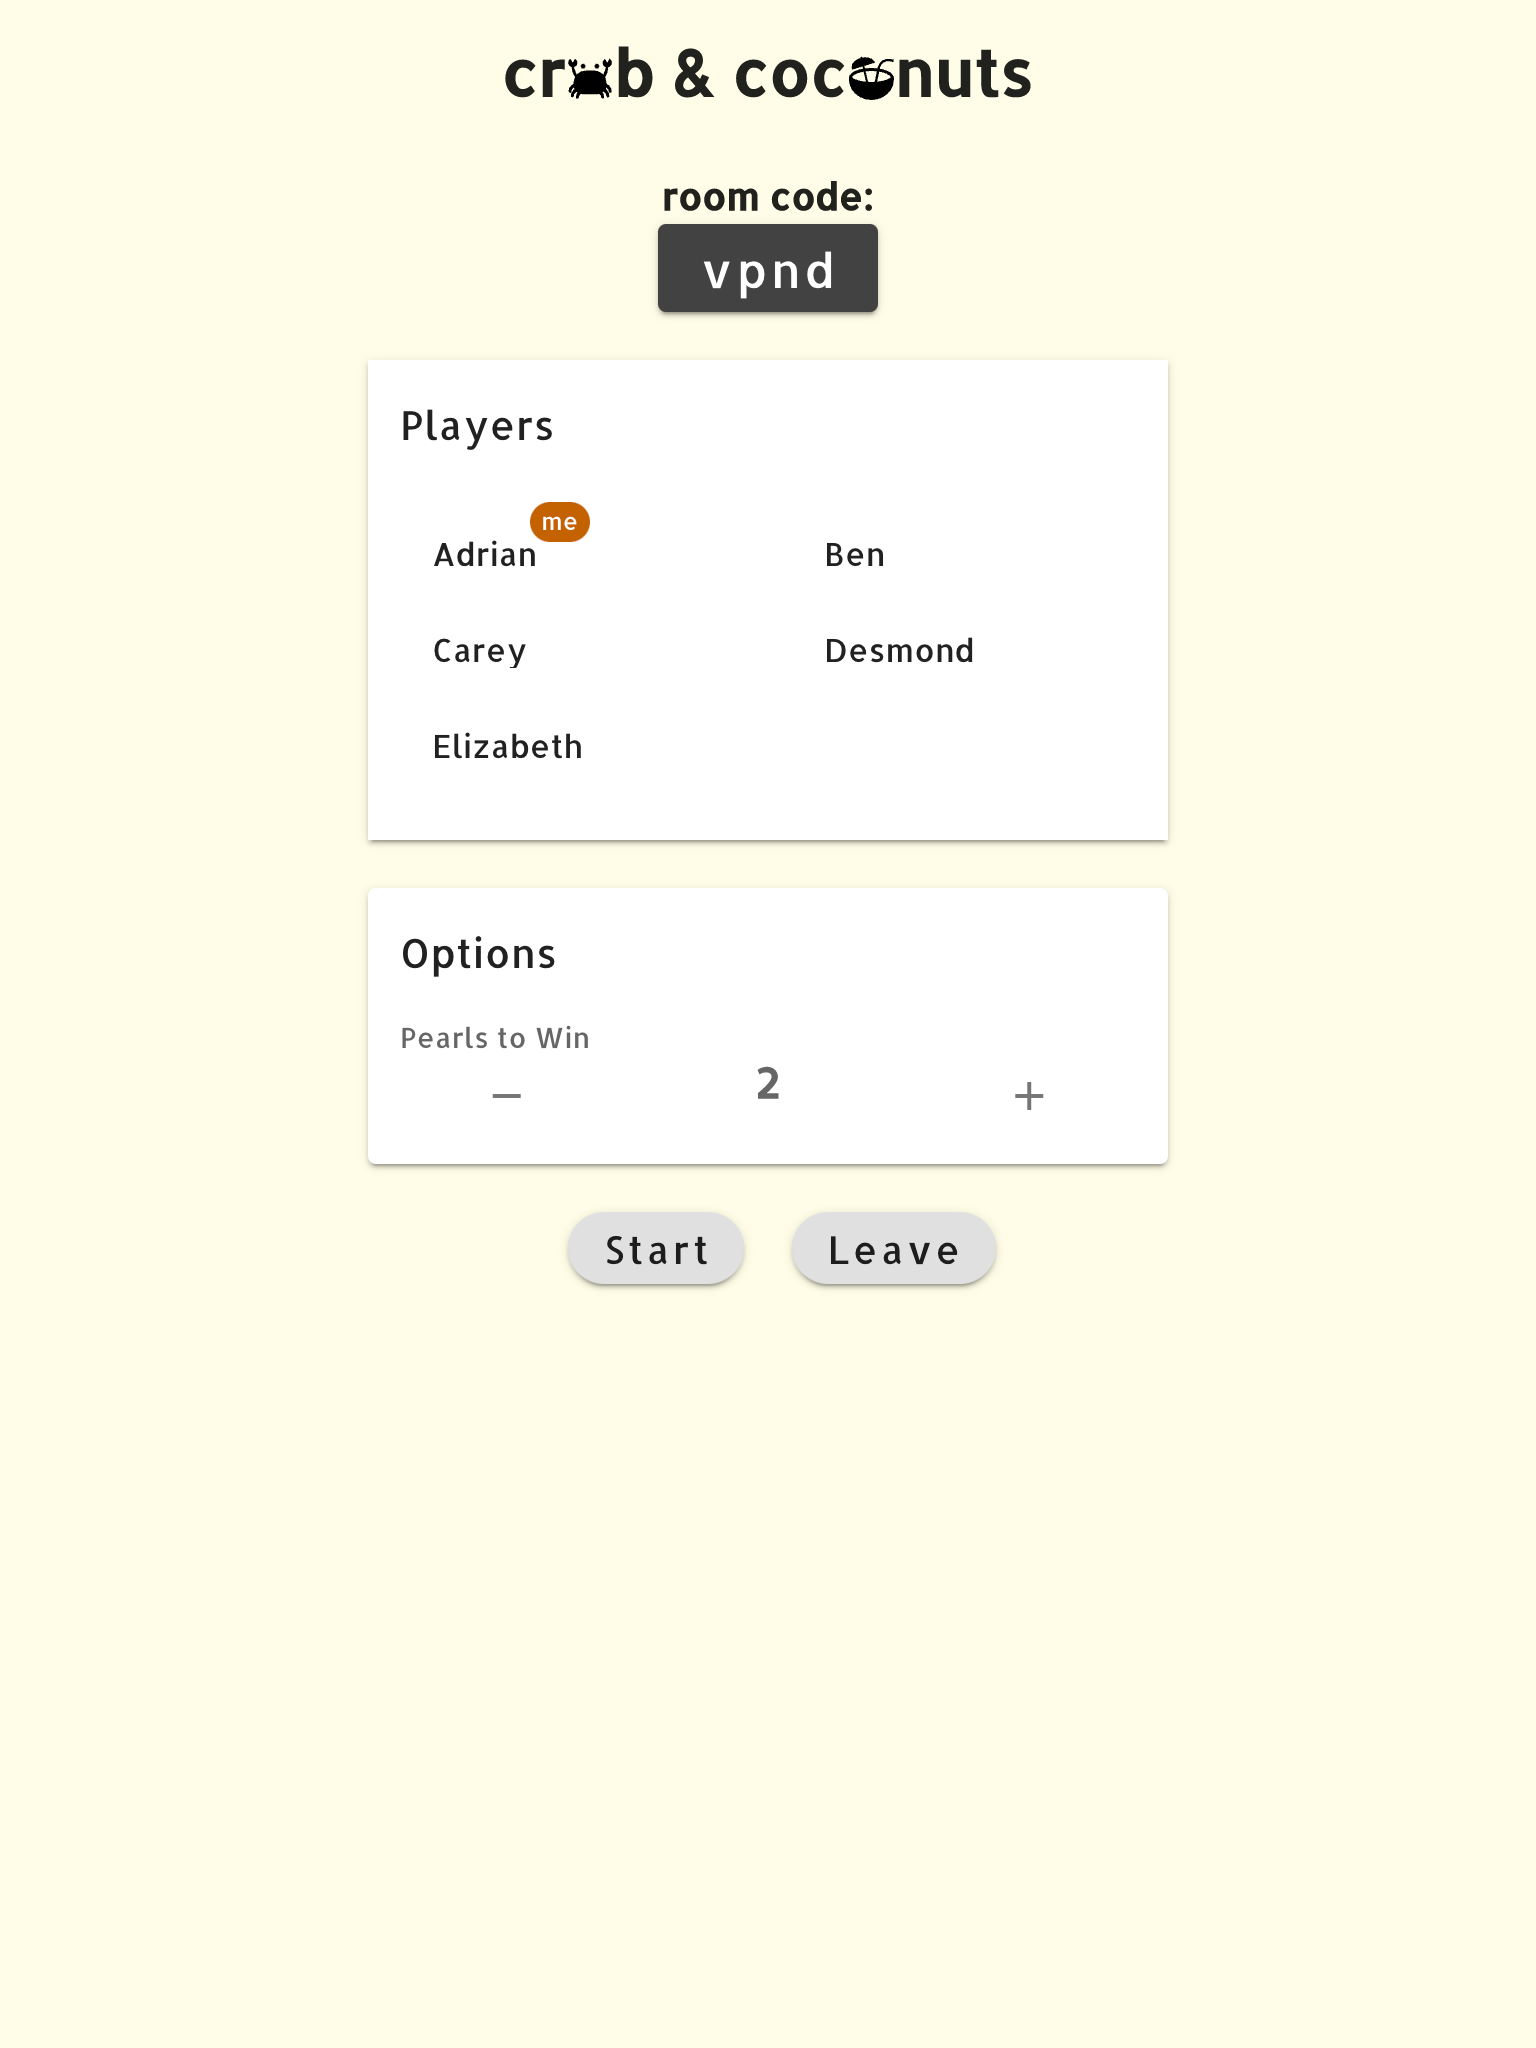 crab & coconuts
room code:
vpnd
Players
me
Adrian
Ben
Carey
Desmond
Elizabeth
Options
Pearls to Win
− 2 +
Start Leave